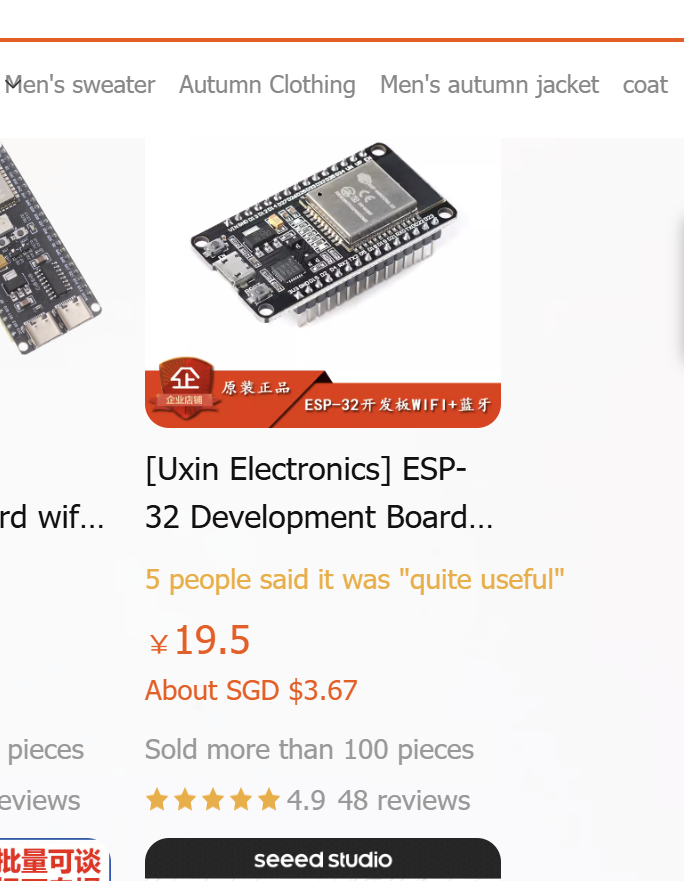 Men's sweater Autumn Clothing Men's autumn jacket coat
企
企业店铺
原装正品
ESP-32开发板WIFI+蓝牙
[Uxin Electronics] ESP-
32 Development Board...
rd wif...
5 people said it was "quite useful"
¥19.5
About SGD $3.67
pieces
Sold more than 100 pieces
eviews
4.9 48 reviews
批量可谈
seeed studio